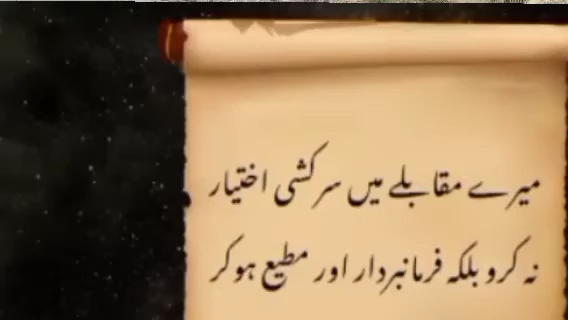 میرے مقابلے میں سرکشی اختیار
نہ کرو بلکہ فرمانبردار اور مطیع ہوکر